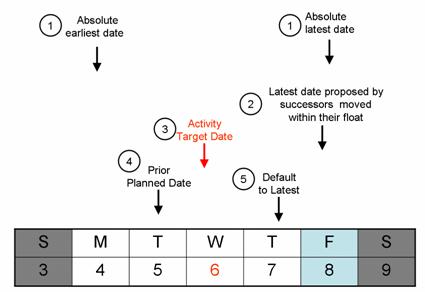 1 Absolute
earliest date
1 Absolute
latest date
2 Latest date proposed by
successors moved
within their float
3 Activity
Target Date
4 Prior
Planned Date
5 Default
to Latest
S M T W T F S
3 4 5 6 7 8 9